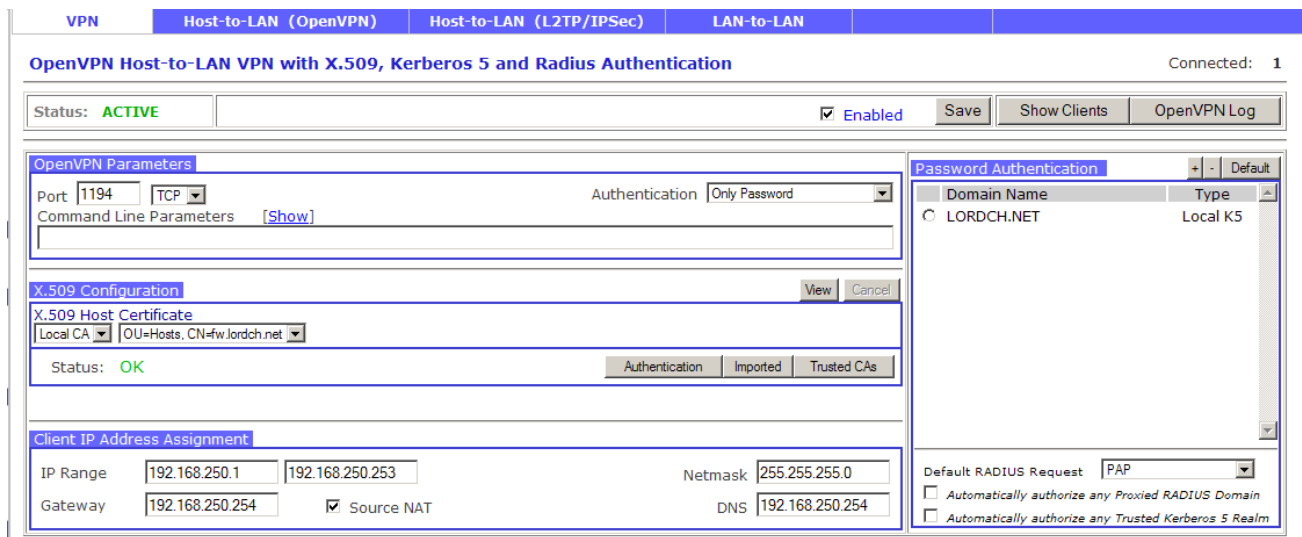 VPN Host-to-LAN (OpenVPN) Host-to-LAN (L2TP/IPSec) LAN-to-LAN
OpenVPN Host-to-LAN VPN with X.509, Kerberos 5 and Radius Authentication Connected: 1
Status: ACTIVE Enabled Save Show Clients OpenVPN Log
OpenVPN Parameters
Port 1194 TCP Authentication Only Password
Command Line Parameters [Show]
X.509 Configuration View Cancel
X.509 Host Certificate
Local CA OU=Hosts, CN=fw.lordch.net
Status: OK Authentication Imported Trusted CAs
Client IP Address Assignment
IP Range 192.168.250.1 192.168.250.253 Netmask 255.255.255.0
Gateway 192.168.250.254 Source NAT DNS 192.168.250.254
Password Authentication + - Default
Domain Name Type
LORDCH.NET Local K5
Default RADIUS Request PAP
Automatically authorize any Proxied RADIUS Domain
Automatically authorize any Trusted Kerberos 5 Realm